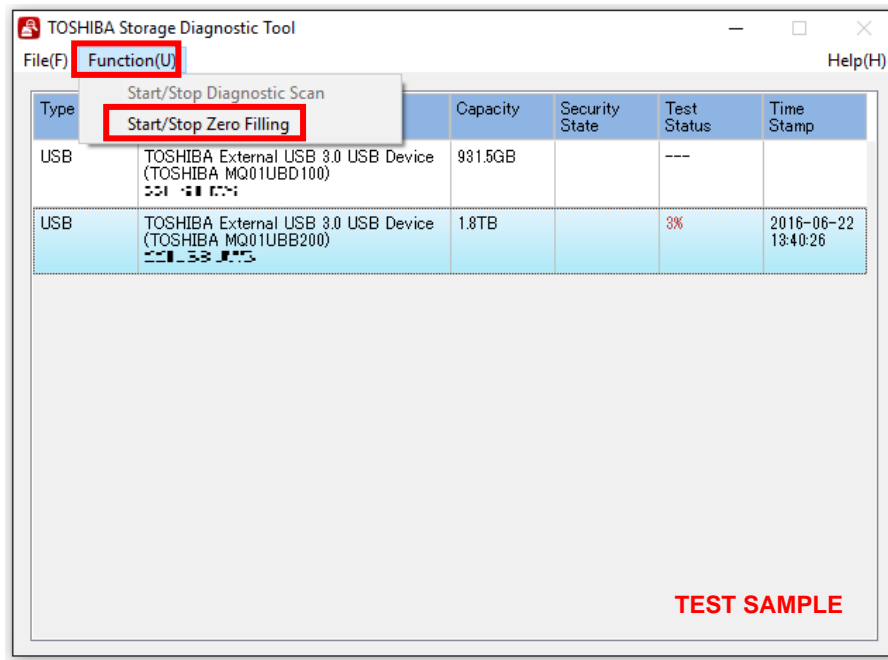 TOSHIBA Storage Diagnostic Tool
File(F) Function(U) Help(H)
Start/Stop Diagnostic Scan
Start/Stop Zero Filling
Type Capacity Security State Test Status Time Stamp
USB TOSHIBA External USB 3.0 USB Device 931.5GB ---
(TOSHIBA MQ01UBD100)
USB TOSHIBA External USB 3.0 USB Device 1.8TB 3% 2016-06-22
(TOSHIBA MQ01UBB200) 13:40:26
TEST SAMPLE